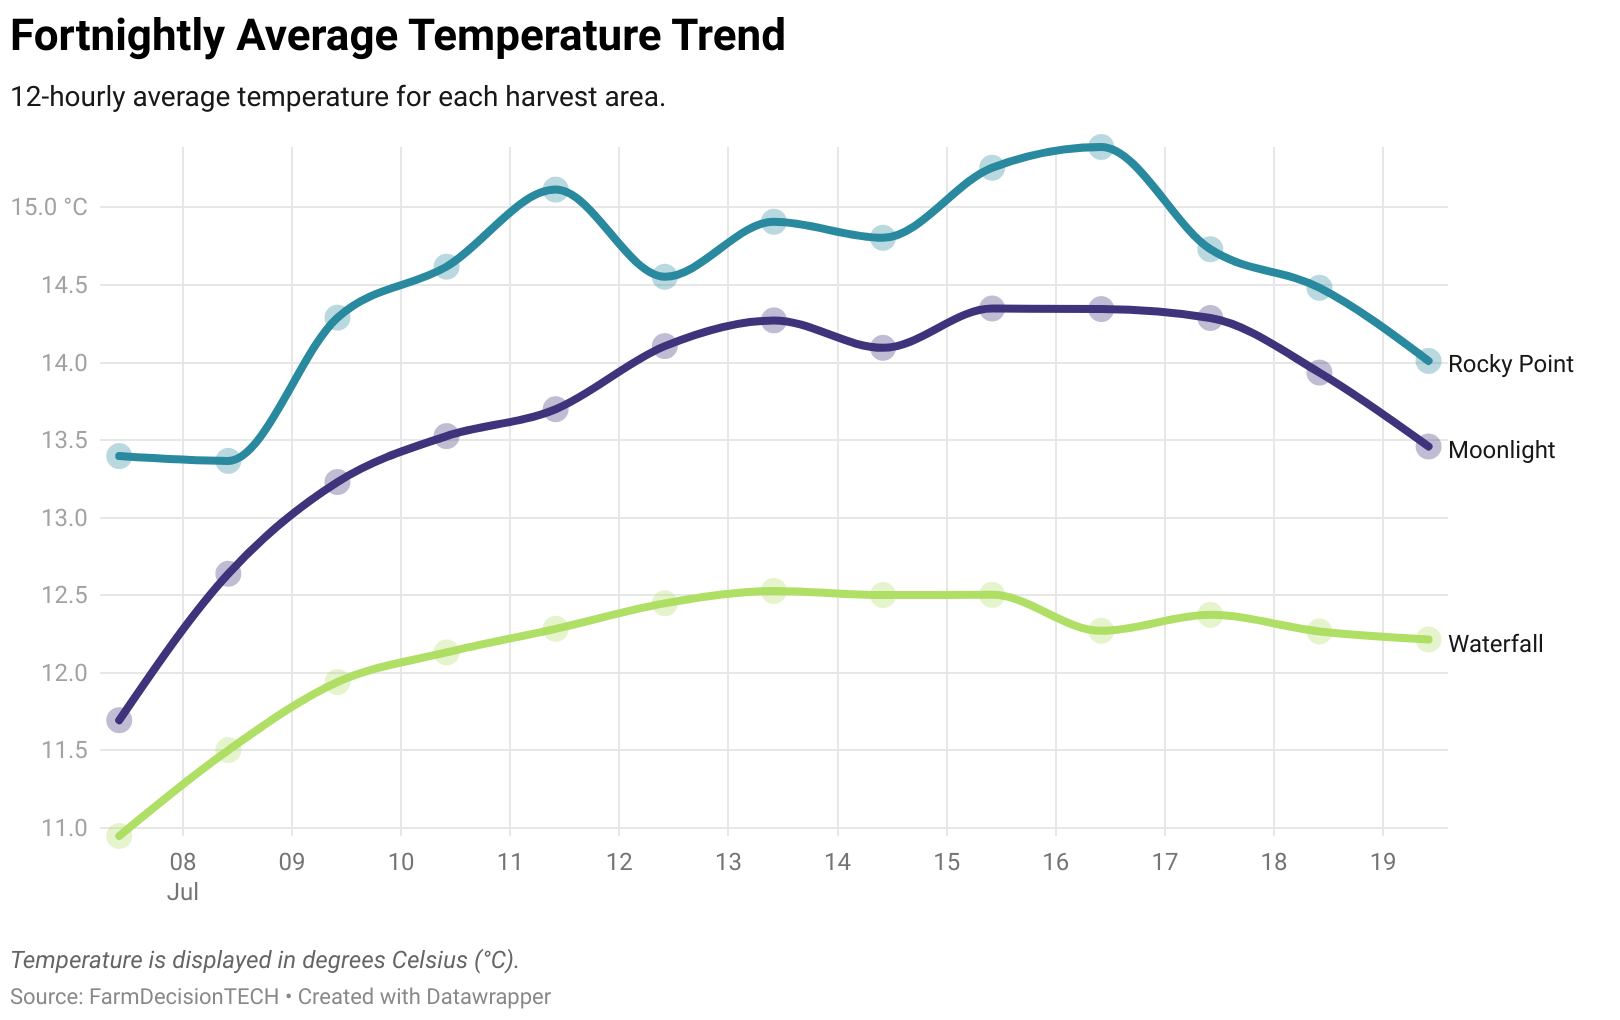 Fortnightly Average Temperature Trend
12-hourly average temperature for each harvest area.
15.0 °C
14.5
14.0
Rocky Point
13.5
Moonlight
13.0
12.5
Waterfall
12.0
11.5
11.0
08 09 10 11 12 13 14 15 16 17 18 19
Jul
Temperature is displayed in degrees Celsius (°C).
Source: FarmDecisionTECH • Created with Datawrapper